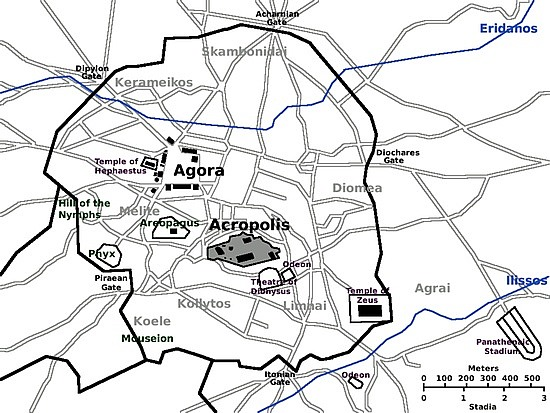 Acharnian
Gate
Eridanos
Skambonidai
Dipylon
Gate
Kerameikos
Diochares
Gate
Temple of
Hephaestus
Agora
Diomea
Hill of the
Nymphs
Melite
Areopagus
Acropolis
Phyx
Odeon
Piraean
Gate
Theatre of
Dionysus
Temple of
Zeus
Agrai
Ilissos
Kollytos
Limnai
Koele
Mouseion
Panathenaic
Stadium
Itonian
Gate
Odeon
Meters
0 100 200 300 400 500
0 1 2 3
Stadia